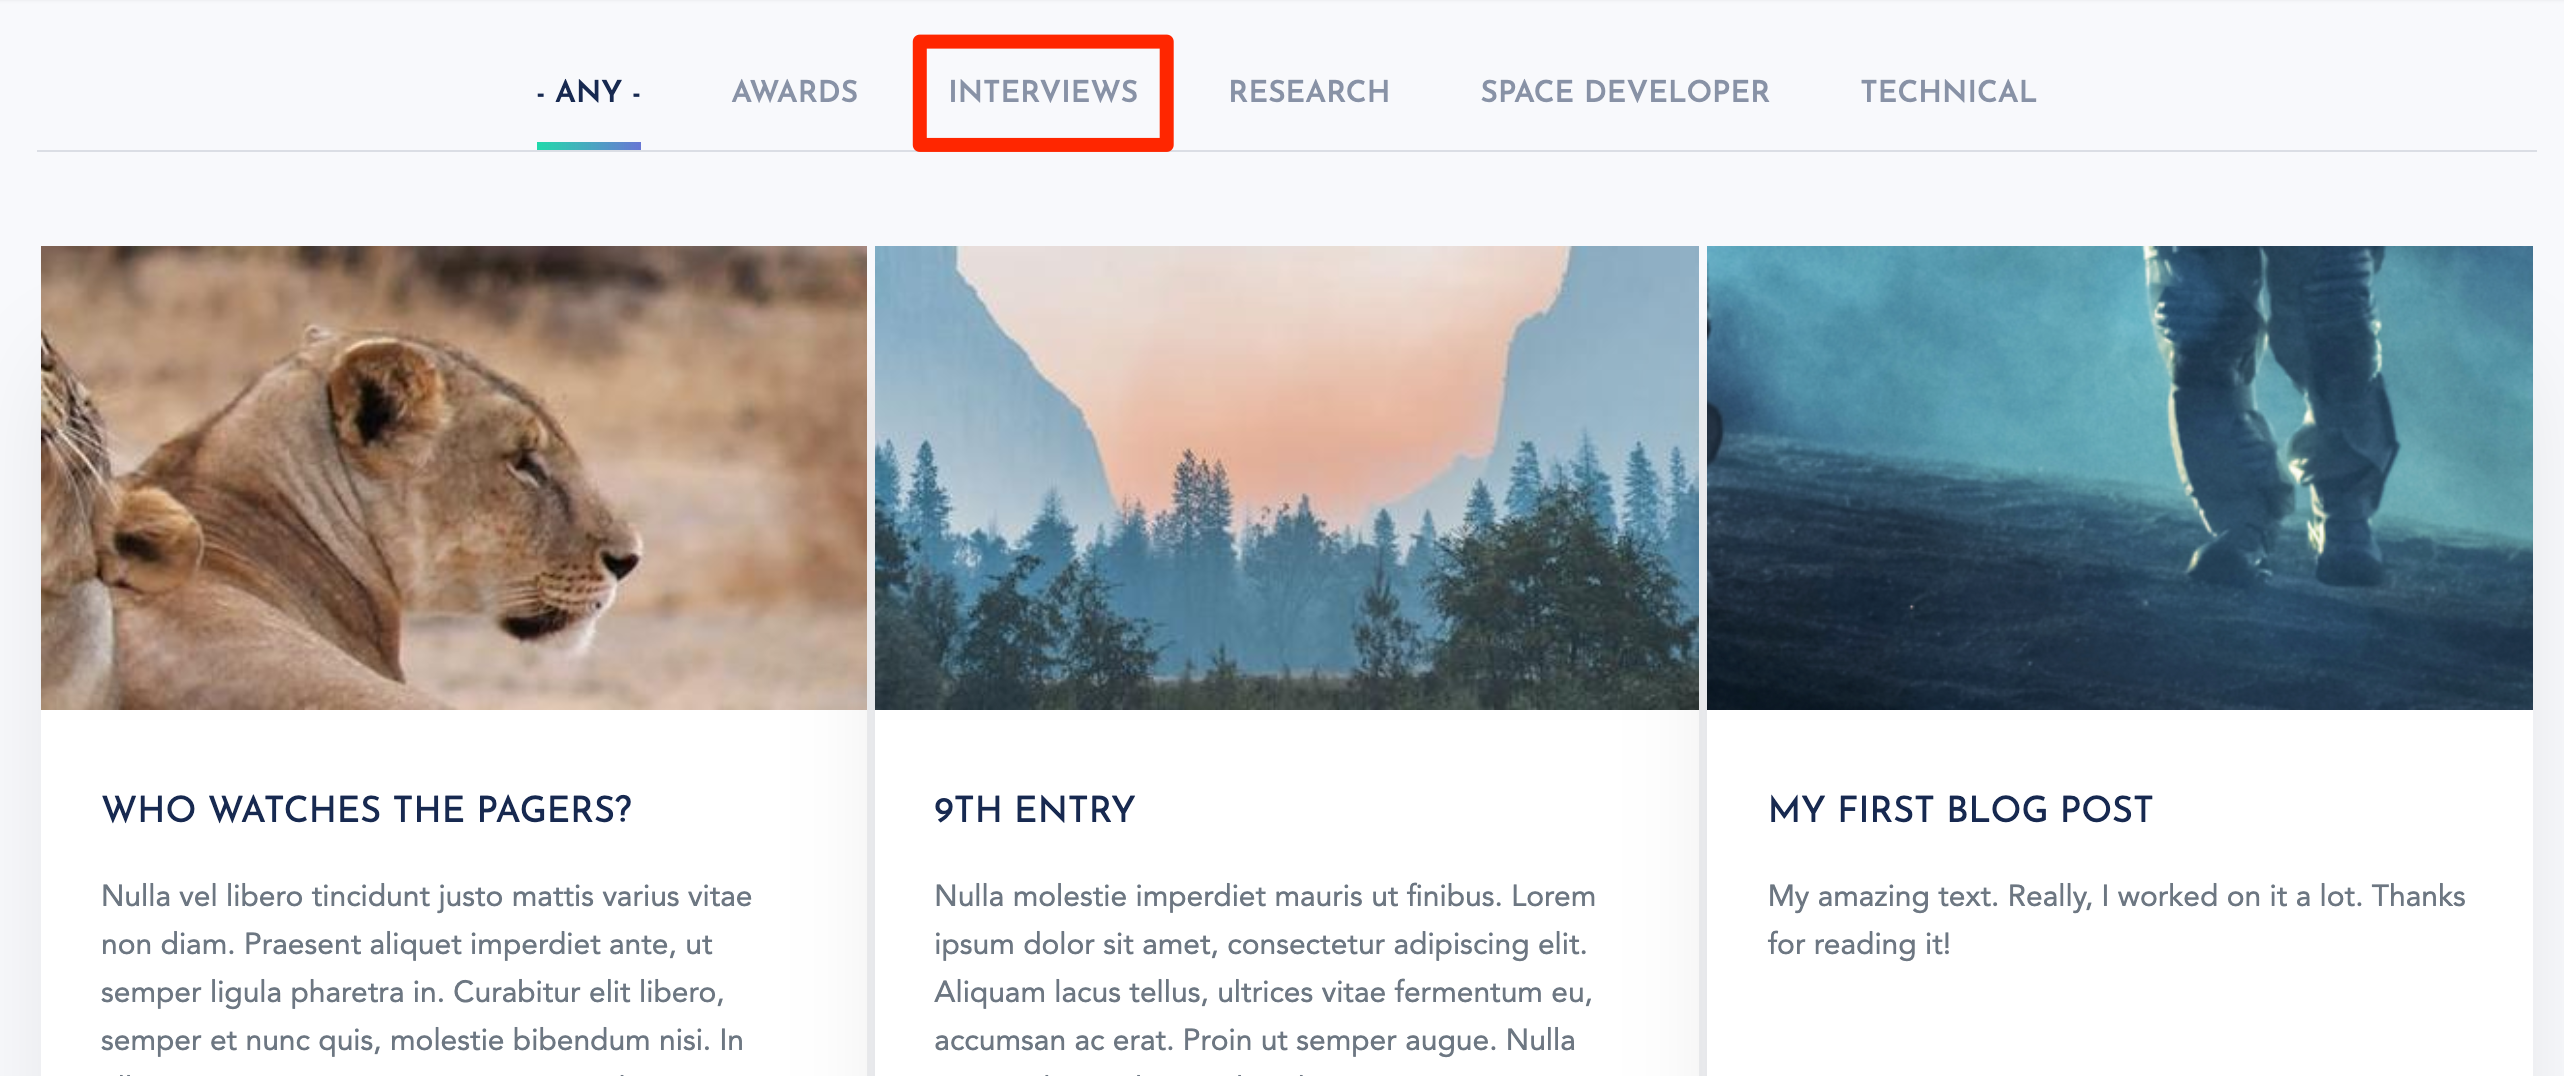 - ANY - AWARDS INTERVIEWS RESEARCH SPACE DEVELOPER TECHNICAL
WHO WATCHES THE PAGERS?
Nulla vel libero tincidunt justo mattis varius vitae
non diam. Praesent aliquet imperdiet ante, ut
semper ligula pharetra in. Curabitur elit libero,
semper et nunc quis, molestie bibendum nisi. In
9TH ENTRY
Nulla molestie imperdiet mauris ut finibus. Lorem
ipsum dolor sit amet, consectetur adipiscing elit.
Aliquam lacus tellus, ultrices vitae fermentum eu,
accumsan ac erat. Proin ut semper augue. Nulla
MY FIRST BLOG POST
My amazing text. Really, I worked on it a lot. Thanks
for reading it!